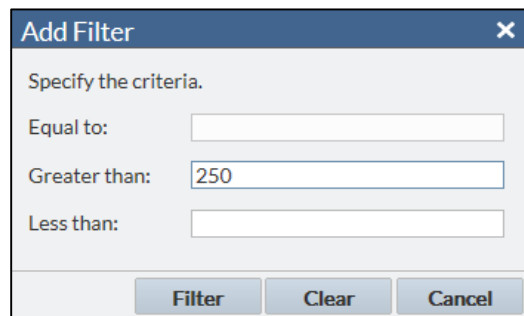 Add Filter
Specify the criteria.
Equal to:
Greater than: 250
Less than:
Filter Clear Cancel